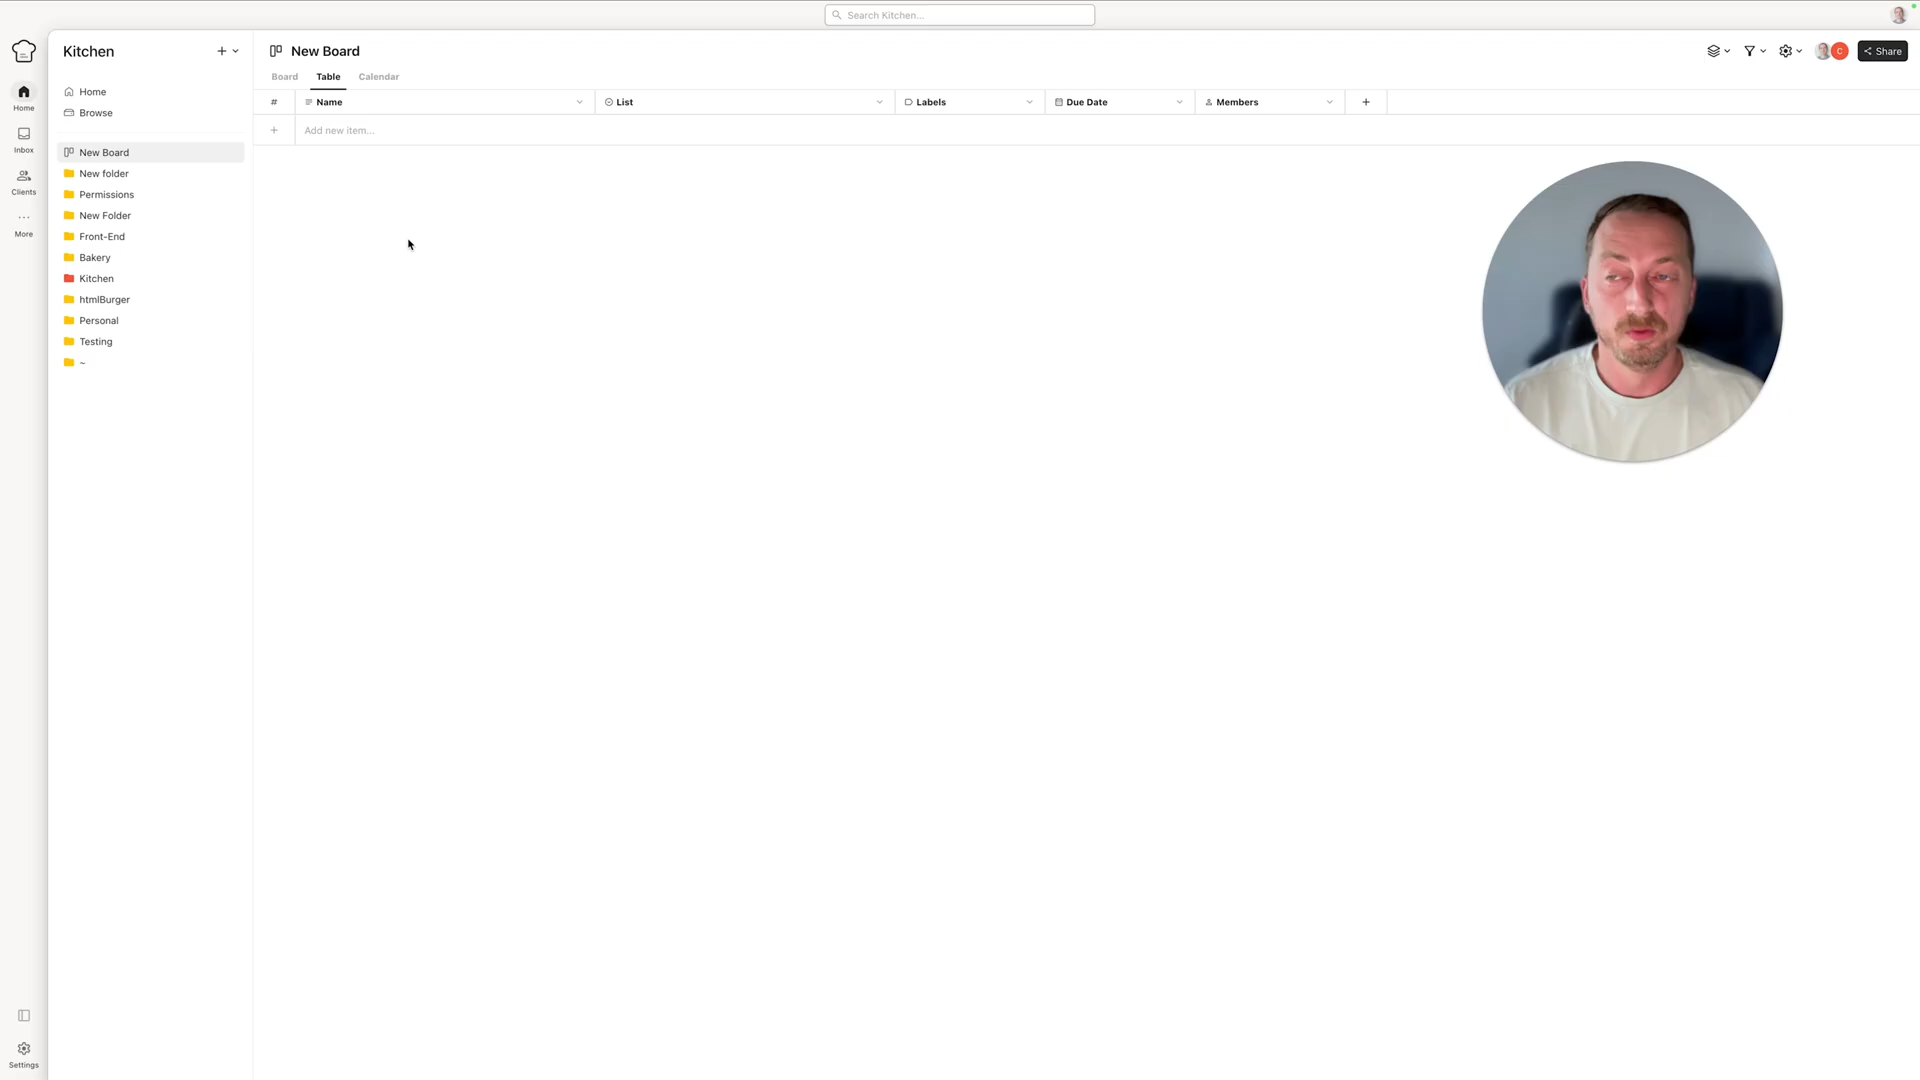 Search Kitchen...
Kitchen
New Board
C
Share
Board
Table
Calendar
#
Name
List
Labels
Due Date
Members
Add new item...
Home
Inbox
Clients
More
Settings
Home
Browse
New Board
New folder
Permissions
New Folder
Front-End
Bakery
Kitchen
htmlBurger
Personal
Testing
~